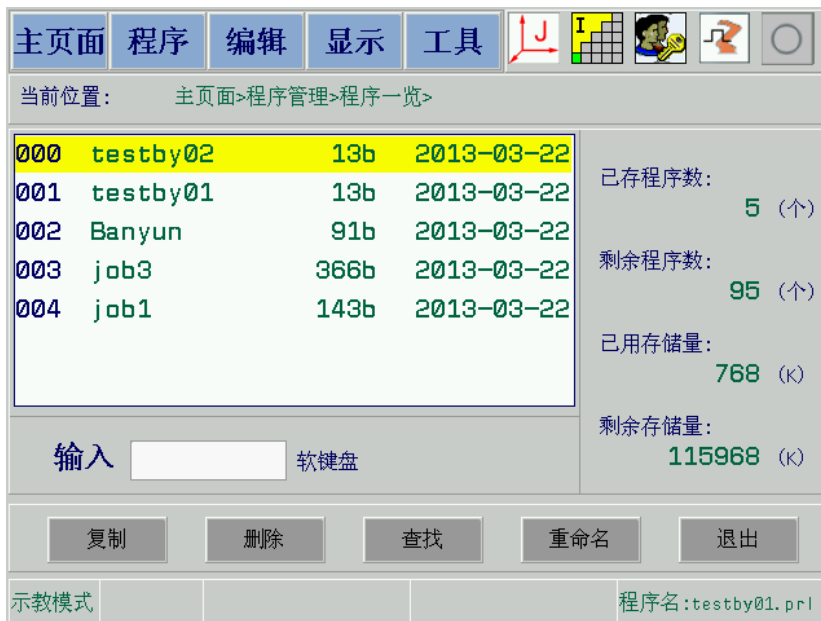 主页面 程序 编辑 显示 工具 J I
当前位置: 主页面>程序管理>程序一览>
000 testby02 13b 2013-03-22
001 testby01 13b 2013-03-22
002 Banyun 91b 2013-03-22
003 job3 366b 2013-03-22
004 job1 143b 2013-03-22
已存程序数:
5 (个)
剩余程序数:
95 (个)
已用存储量:
768 (K)
剩余存储量:
115968 (K)
输入 软键盘
复制 删除 查找 重命名 退出
示教模式 程序名:testby01.prl